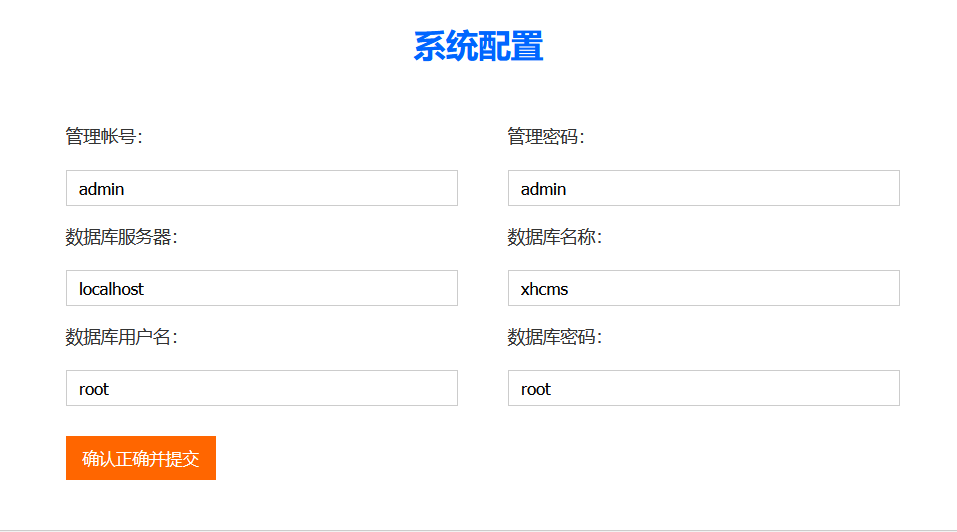 系统配置
管理帐号：
管理密码：
admin
admin
数据库服务器：
数据库名称：
localhost
xhcms
数据库用户名：
数据库密码：
root
root
确认正确并提交